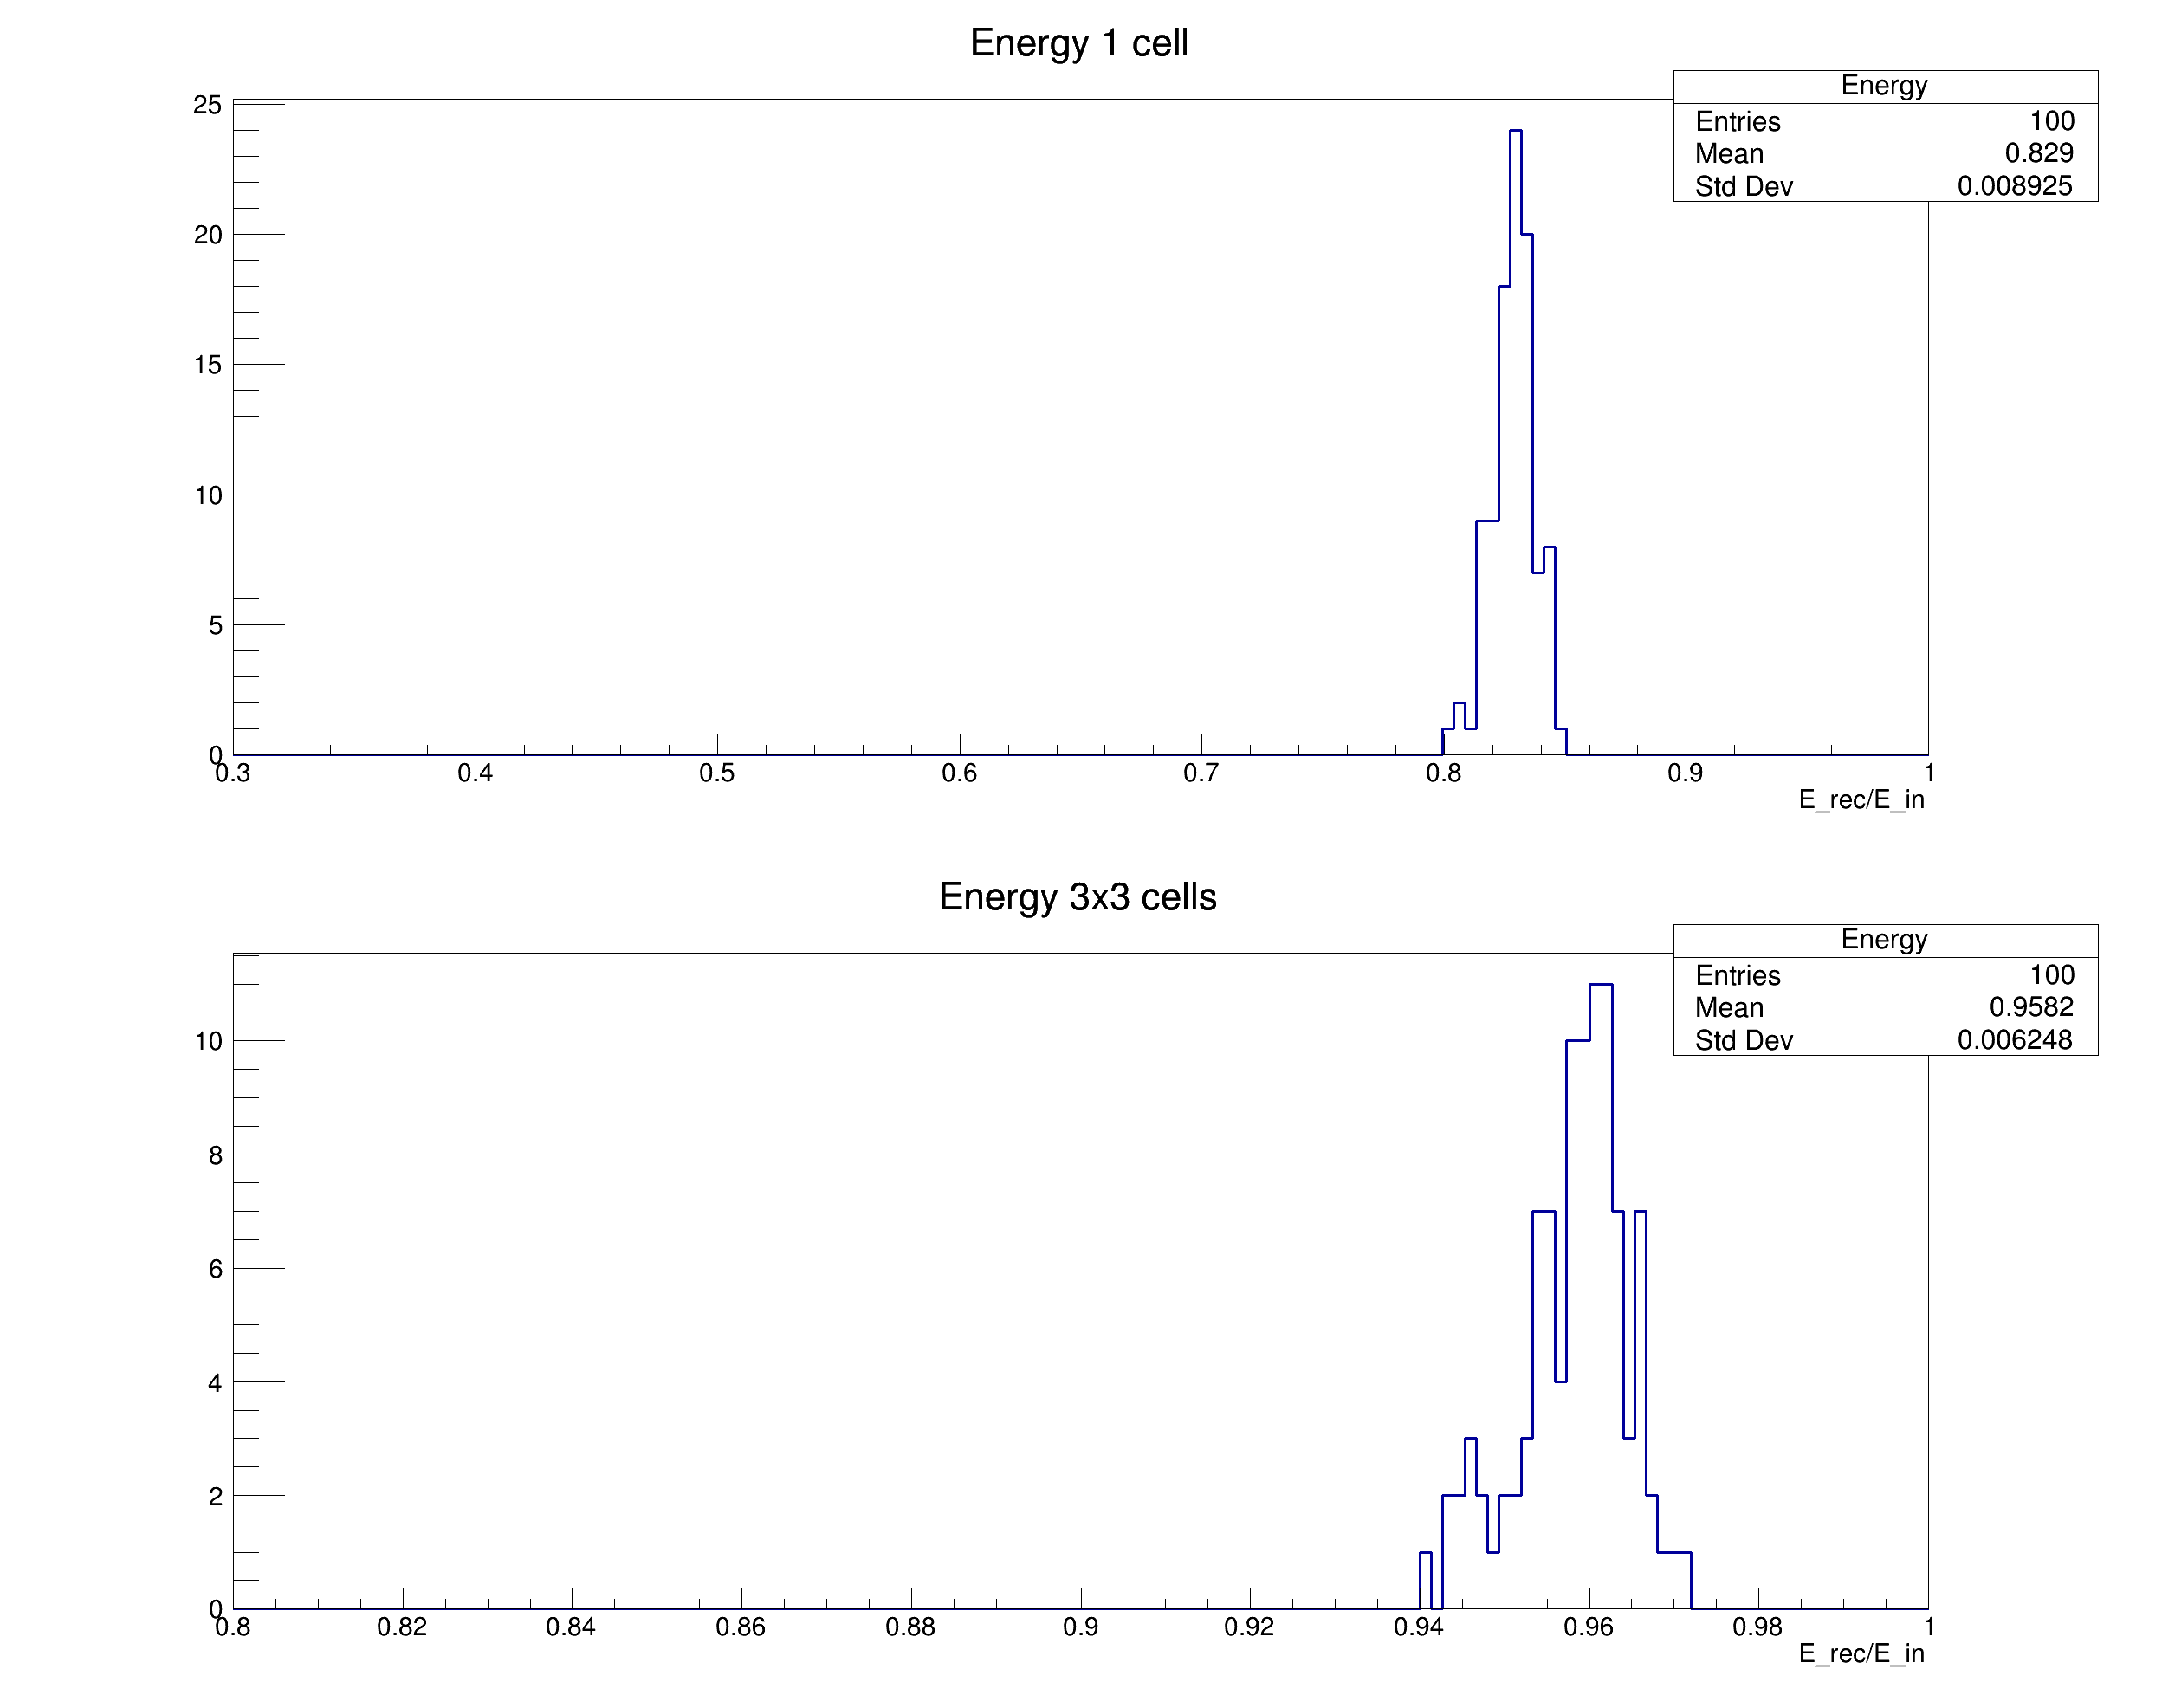 Energy 1 cell
Energy
Entries 100
Mean 0.829
Std Dev 0.008925
25
20
15
10
5
0
0.3 0.4 0.5 0.6 0.7 0.8 0.9 1
E_rec/E_in
Energy 3x3 cells
Energy
Entries 100
Mean 0.9582
Std Dev 0.006248
10
8
6
4
2
0
0.8 0.82 0.84 0.86 0.88 0.9 0.92 0.94 0.96 0.98 1
E_rec/E_in